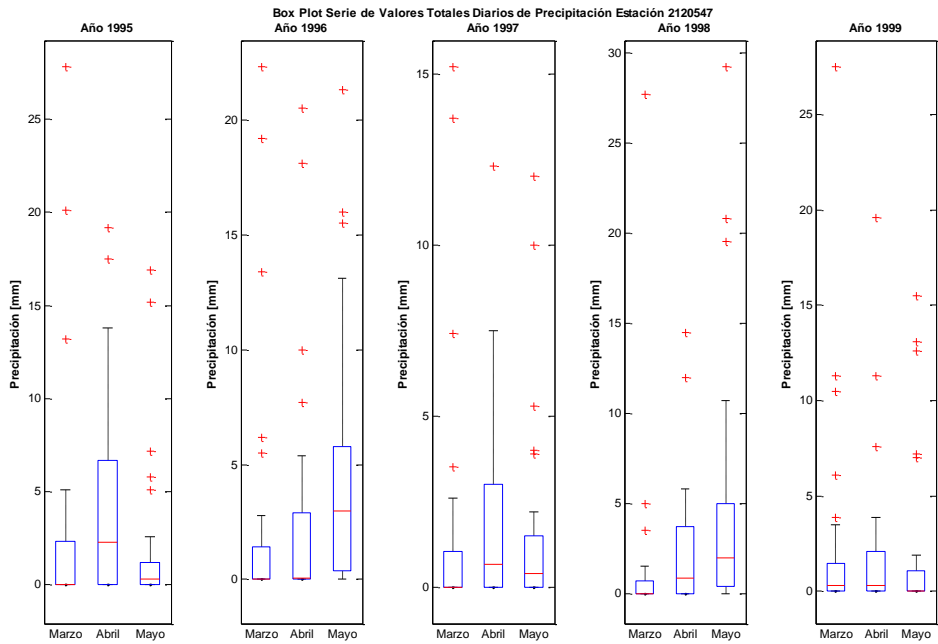 Box Plot Serie de Valores Totales Diarios de Precipitación Estación 2120547
Año 1995
Año 1996
Año 1997
Año 1998
Año 1999
Precipitación [mm]
25
20
15
10
5
0
Marzo Abril Mayo
Precipitación [mm]
20
15
10
5
0
Marzo Abril Mayo
Precipitación [mm]
15
10
5
0
Marzo Abril Mayo
Precipitación [mm]
30
25
20
15
10
5
0
Marzo Abril Mayo
Precipitación [mm]
25
20
15
10
5
0
Marzo Abril Mayo